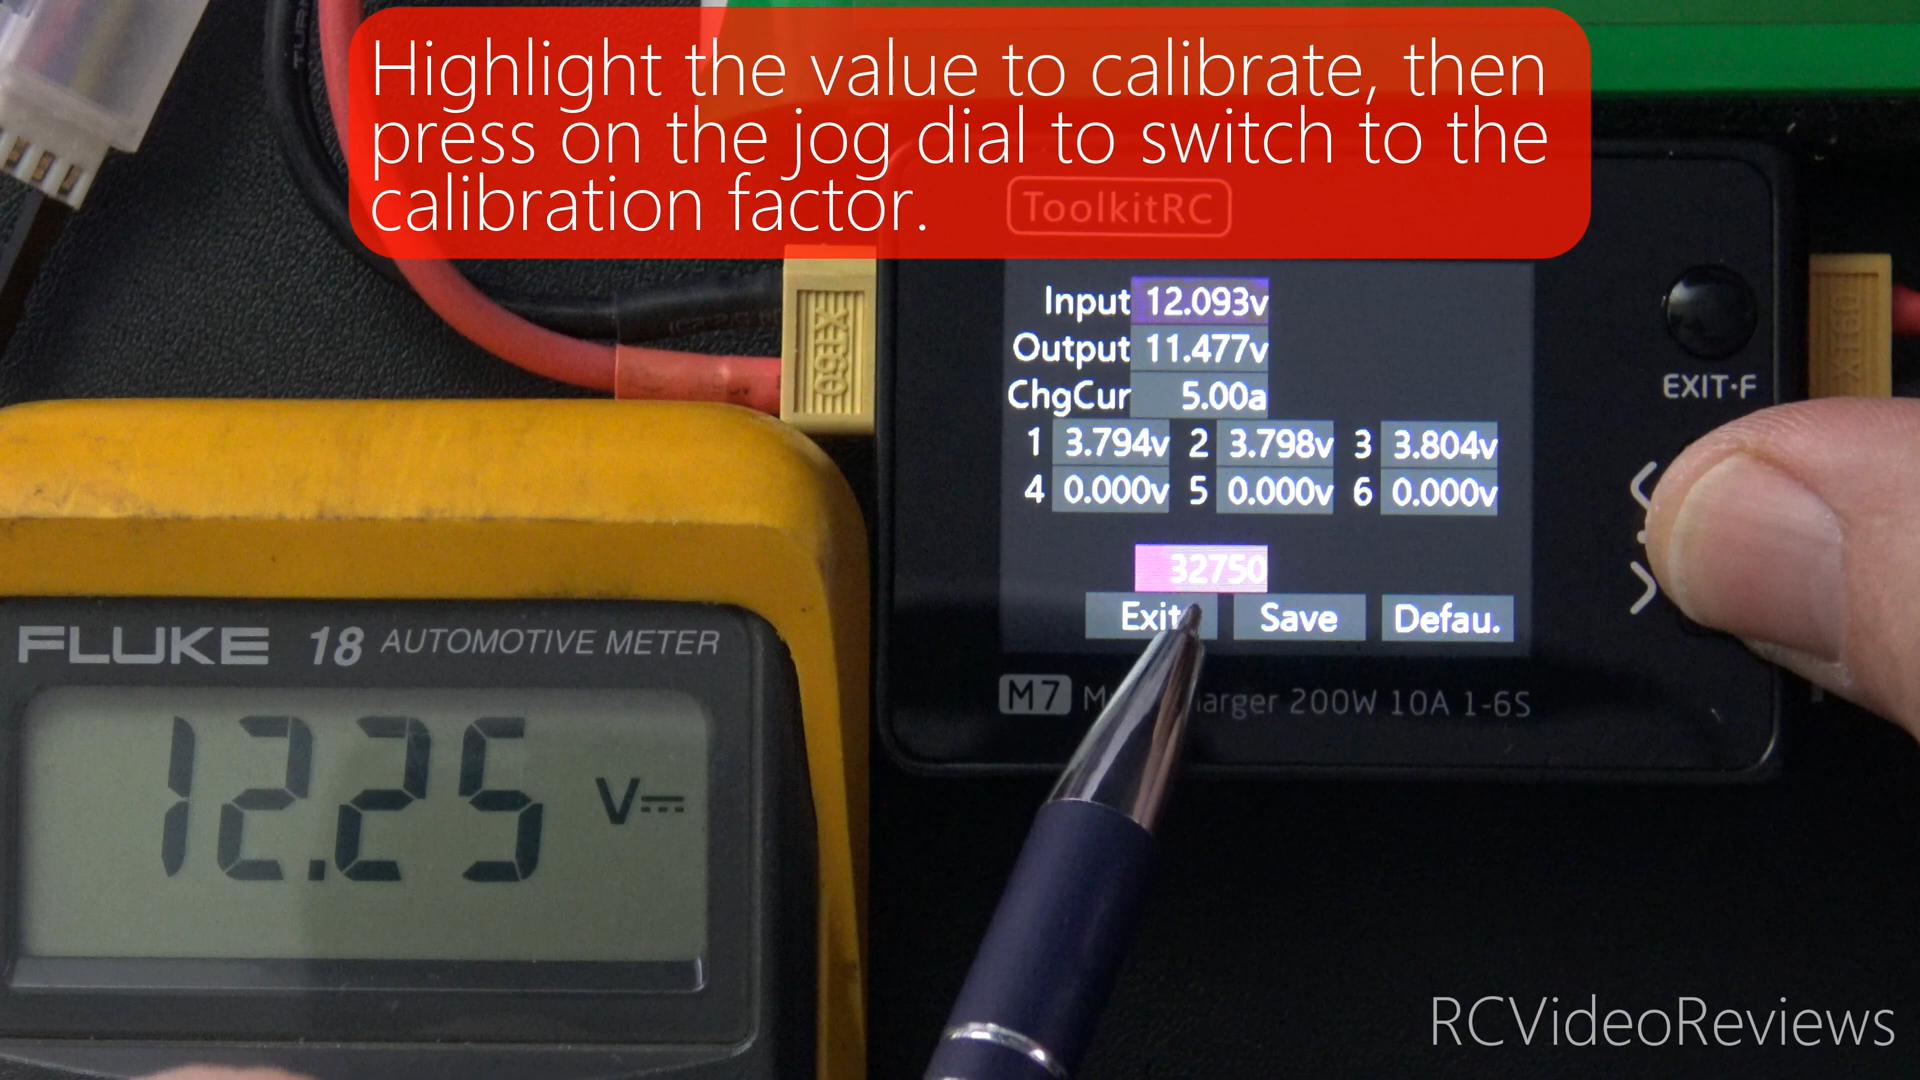 Highlight the value to calibrate, then
press on the jog dial to switch to the
calibration factor.
ToolkitRC
XT60
XT60
Input 12.093v
Output 11.477v
ChgCur 5.00a
1 3.794v 2 3.798v 3 3.804v
4 0.000v 5 0.000v 6 0.000v
32750
Exit Save Defau.
EXIT·F
M7 200W 10A 1-6S
FLUKE 18 AUTOMOTIVE METER
12.25 V
RCVideoReviews